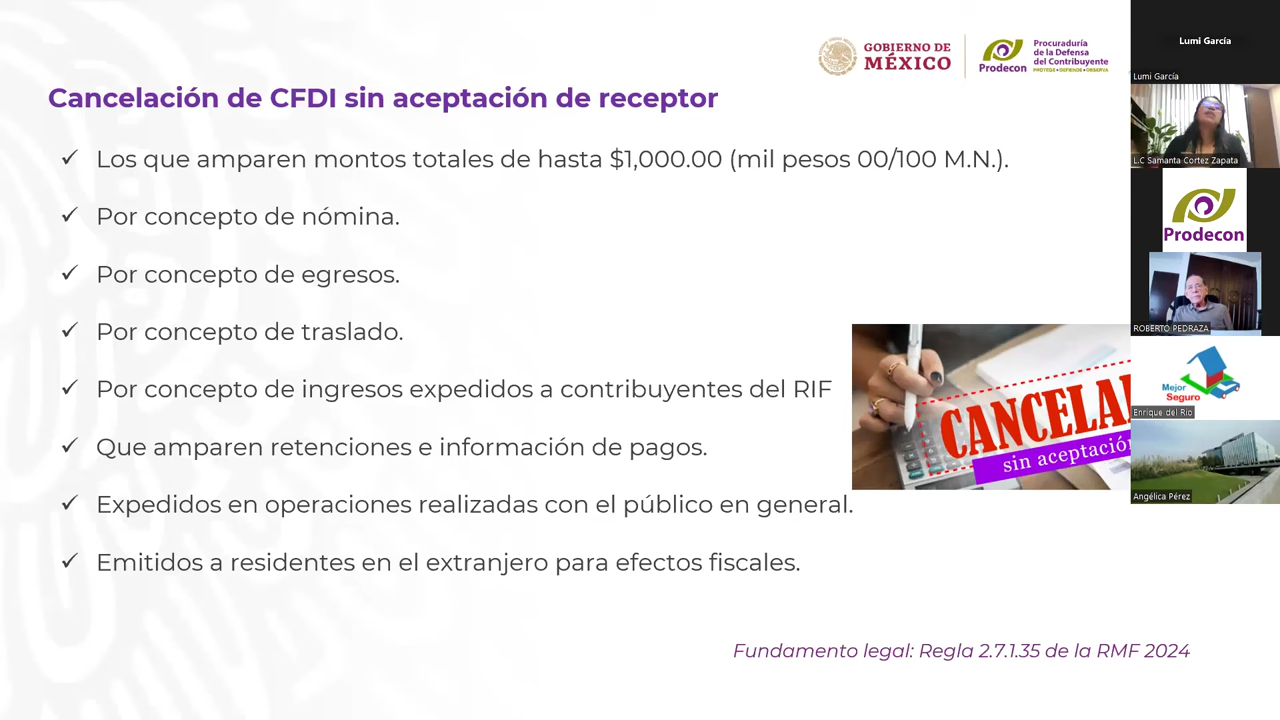 GOBIERNO DE
MÉXICO
Prodecon
Procuraduría
de la Defensa
del Contribuyente
PROTEGE • DEFIENDE • OBSERVA
Cancelación de CFDI sin aceptación de receptor
✓ Los que amparen montos totales de hasta $1,000.00 (mil pesos 00/100 M.N.).
✓ Por concepto de nómina.
✓ Por concepto de egresos.
✓ Por concepto de traslado.
✓ Por concepto de ingresos expedidos a contribuyentes del RIF
✓ Que amparen retenciones e información de pagos.
✓ Expedidos en operaciones realizadas con el público en general.
✓ Emitidos a residentes en el extranjero para efectos fiscales.
CANCELA
sin aceptación
Fundamento legal: Regla 2.7.1.35 de la RMF 2024
Lumi García
Lumi García
L.C Samanta Cortez Zapata
Prodecon
ROBERTO PEDRAZA
Mejor
Seguro
Enrique del Rio
Angélica Pérez